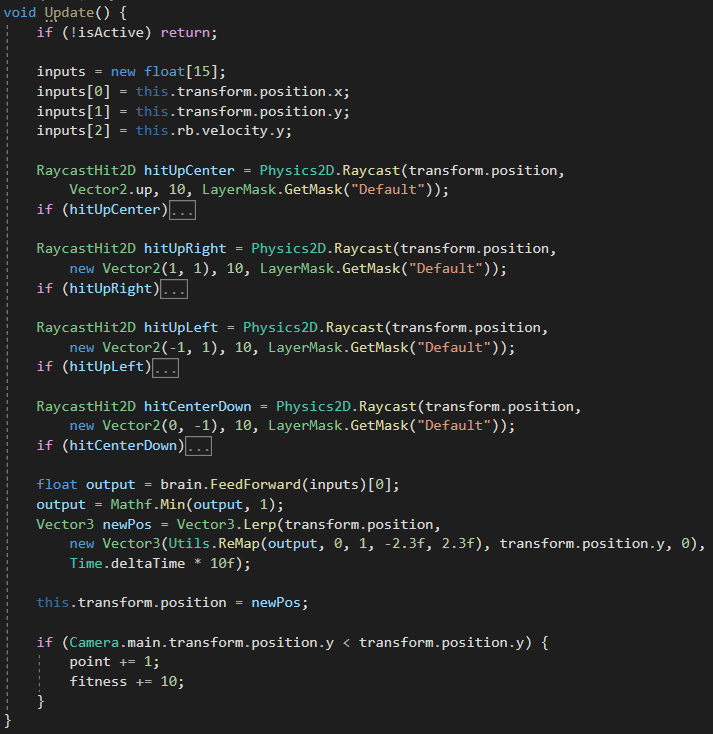 void Update() {
if (!isActive) return;
inputs = new float[15];
inputs[0] = this.transform.position.x;
inputs[1] = this.transform.position.y;
inputs[2] = this.rb.velocity.y;
RaycastHit2D hitUpCenter = Physics2D.Raycast(transform.position,
Vector2.up, 10, LayerMask.GetMask("Default"));
if (hitUpCenter)...
RaycastHit2D hitUpRight = Physics2D.Raycast(transform.position,
new Vector2(1, 1), 10, LayerMask.GetMask("Default"));
if (hitUpRight)...
RaycastHit2D hitUpLeft = Physics2D.Raycast(transform.position,
new Vector2(-1, 1), 10, LayerMask.GetMask("Default"));
if (hitUpLeft)...
RaycastHit2D hitCenterDown = Physics2D.Raycast(transform.position,
new Vector2(0, -1), 10, LayerMask.GetMask("Default"));
if (hitCenterDown)...
float output = brain.FeedForward(inputs)[0];
output = Mathf.Min(output, 1);
Vector3 newPos = Vector3.Lerp(transform.position,
new Vector3(Utils.ReMap(output, 0, 1, -2.3f, 2.3f), transform.position.y, 0),
Time.deltaTime * 10f);
this.transform.position = newPos;
if (Camera.main.transform.position.y < transform.position.y) {
point += 1;
fitness += 10;
}
}